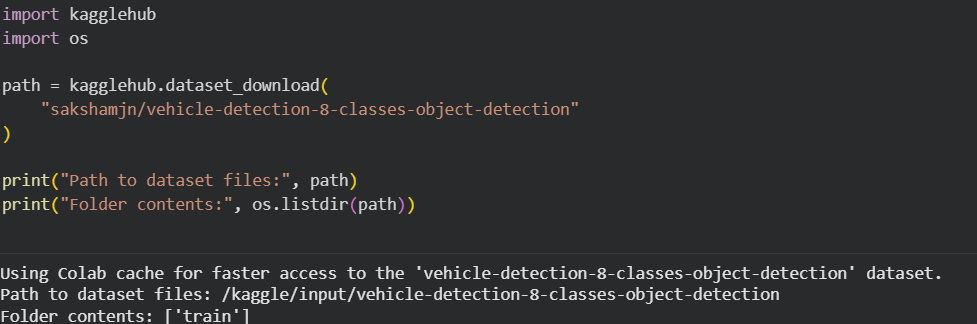 import kagglehub
import os
path = kagglehub.dataset_download(
    "sakshamjn/vehicle-detection-8-classes-object-detection"
)
print("Path to dataset files:", path)
print("Folder contents:", os.listdir(path))
Using Colab cache for faster access to the 'vehicle-detection-8-classes-object-detection' dataset.
Path to dataset files: /kaggle/input/vehicle-detection-8-classes-object-detection
Folder contents: ['train']